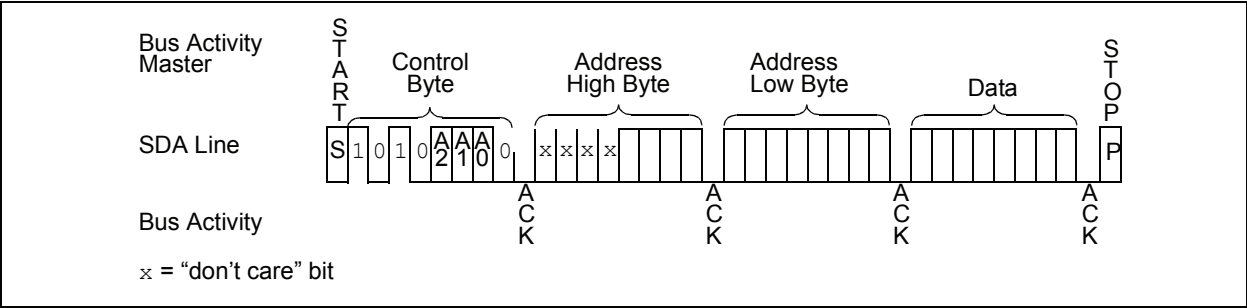 Bus Activity
Master
START
Control
Byte
Address
High Byte
Address
Low Byte
Data
STOP
SDA Line
S 1 0 1 0 A2 A1 A0 0 x x x x P
Bus Activity
ACK ACK ACK ACK
x = “don’t care” bit